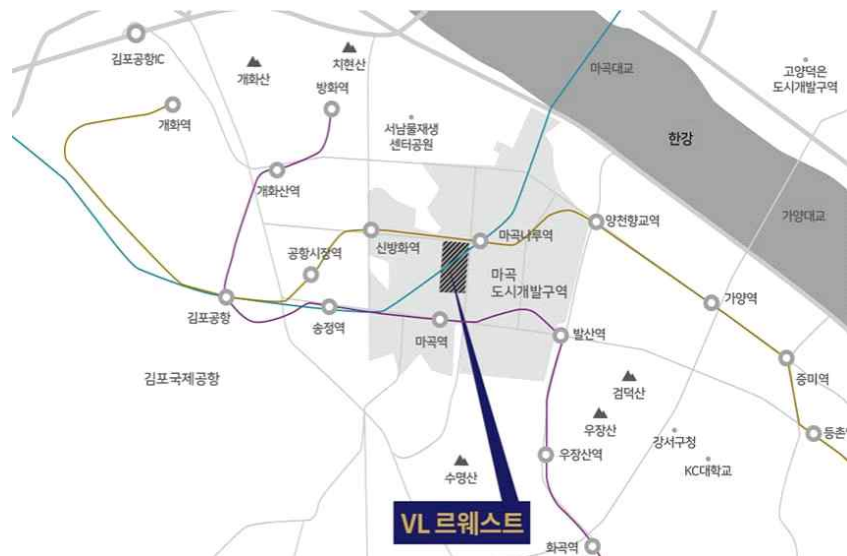 김포공항IC
개화산
치현산
방화역
마곡대교
고양덕은
도시개발구역
개화역
서남물재생
센터공원
한강
개화산역
가양대교
양천향교역
공항시장역
신방화역
마곡나루역
마곡
도시개발구역
김포공항
송정역
마곡역
발산역
가양역
김포국제공항
증미역
검덕산
우장산
등촌
강서구청
수명산
우장산역
KC대학교
VL 르웨스트
화곡역